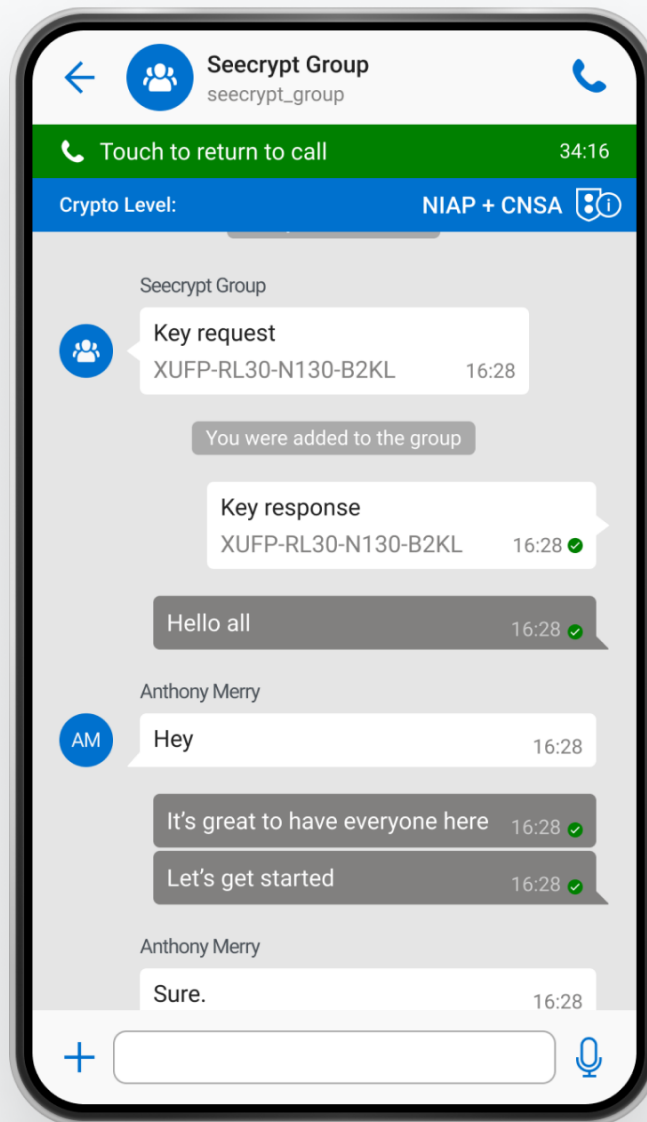 Seecrypt Group
seecrypt_group
Touch to return to call 34:16
Crypto Level: NIAP + CNSA
Seecrypt Group
Key request
XUFP-RL30-N130-B2KL 16:28
You were added to the group
Key response
XUFP-RL30-N130-B2KL 16:28
Hello all 16:28
Anthony Merry
AM
Hey 16:28
It’s great to have everyone here 16:28
Let’s get started 16:28
Anthony Merry
Sure. 16:28